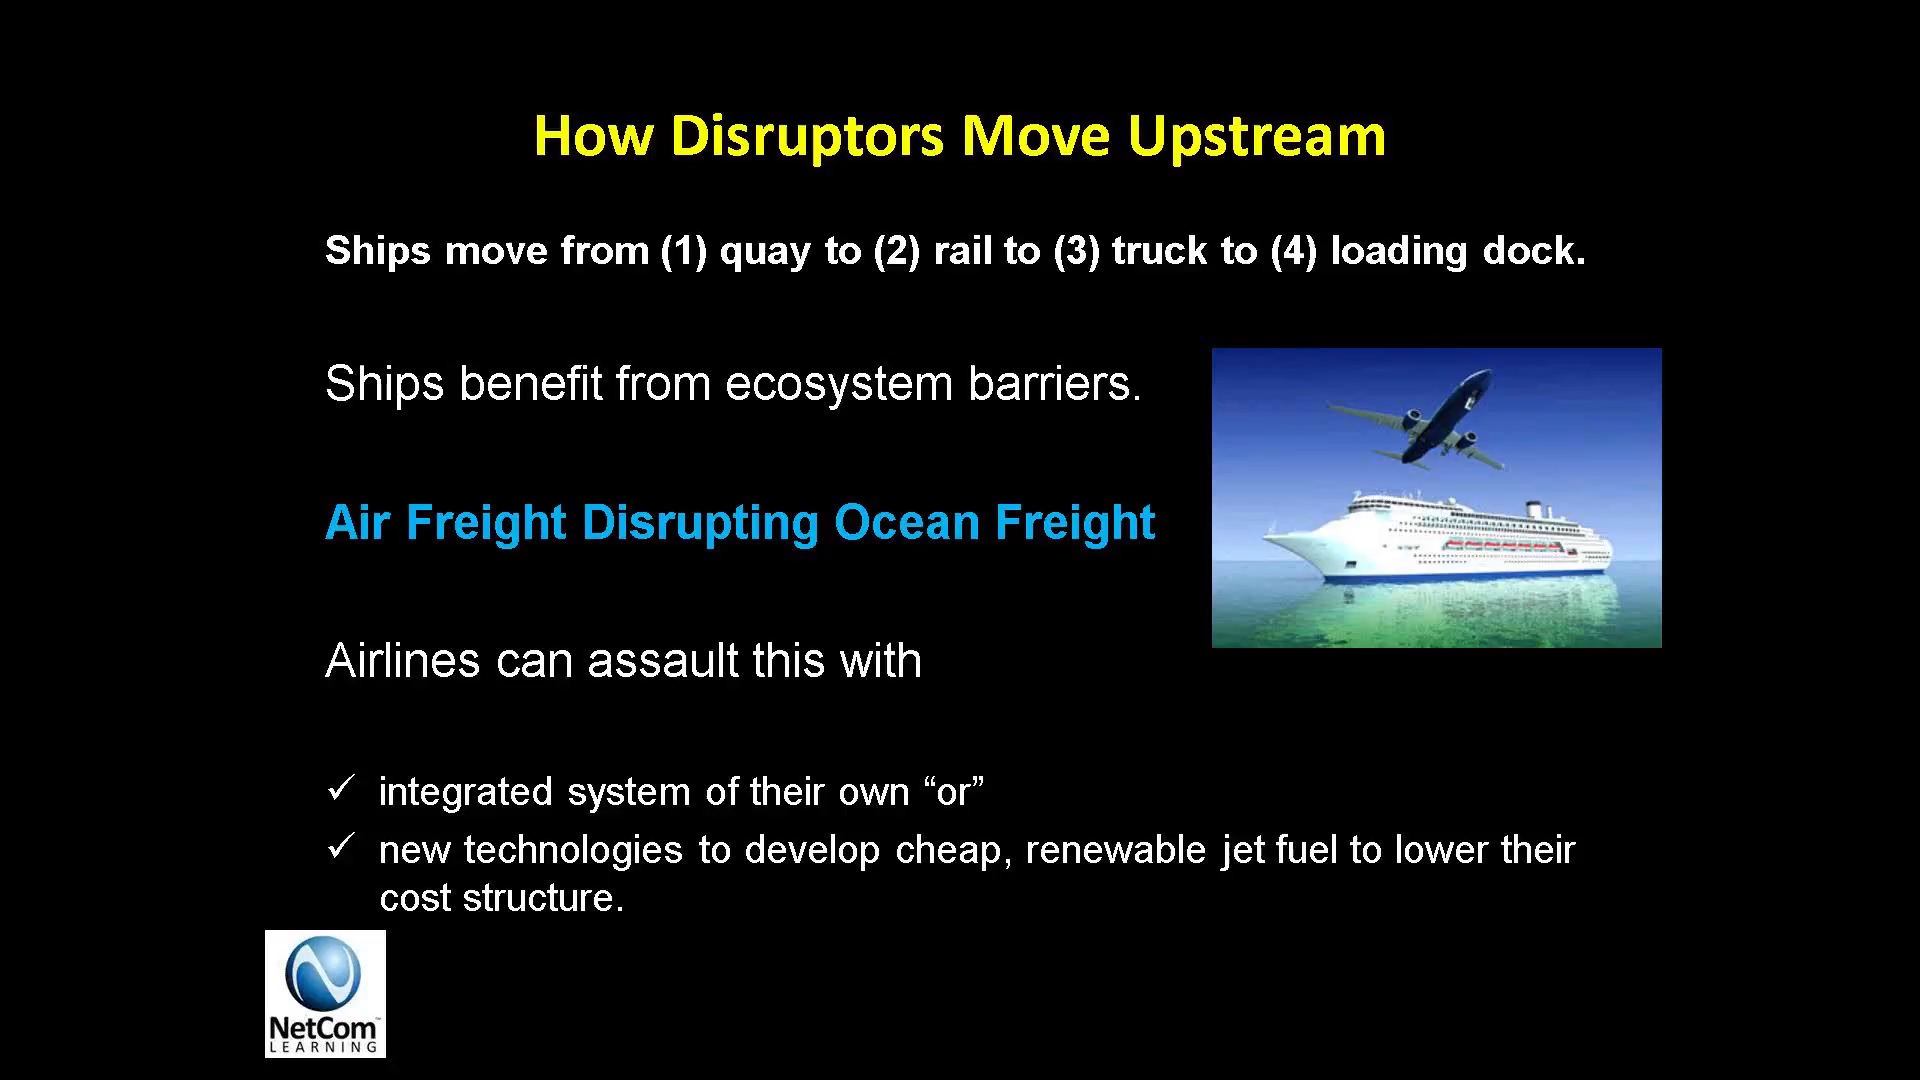 How Disruptors Move Upstream
Ships move from (1) quay to (2) rail to (3) truck to (4) loading dock.
Ships benefit from ecosystem barriers.
Air Freight Disrupting Ocean Freight
Airlines can assault this with
✓ integrated system of their own “or”
✓ new technologies to develop cheap, renewable jet fuel to lower their
cost structure.
NetCom™
LEARNING